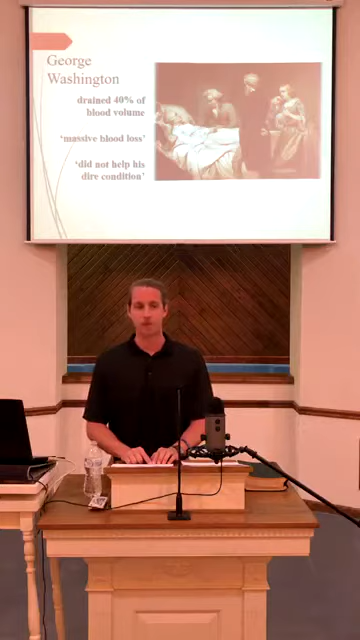 George
Washington
drained 40% of
blood volume
‘massive blood loss’
‘did not help his
dire condition’